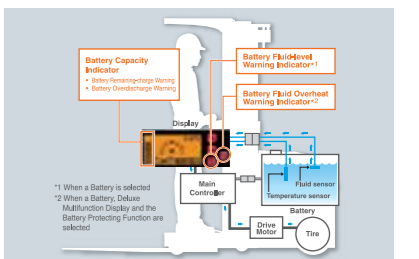 Battery Capacity
Indicator
• Battery Remaining-charge Warning
• Battery Overdischarge Warning
Battery Fluid-level
Warning Indicator*1
Battery Fluid Overheat
Warning Indicator*2
Display
*1 When a Battery is selected
*2 When a Battery, Deluxe
Multifunction Display and the
Battery Protecting Function are
selected
Main
Controller
Fluid sensor
Temperature sensor
Battery
Drive
Motor
Tire